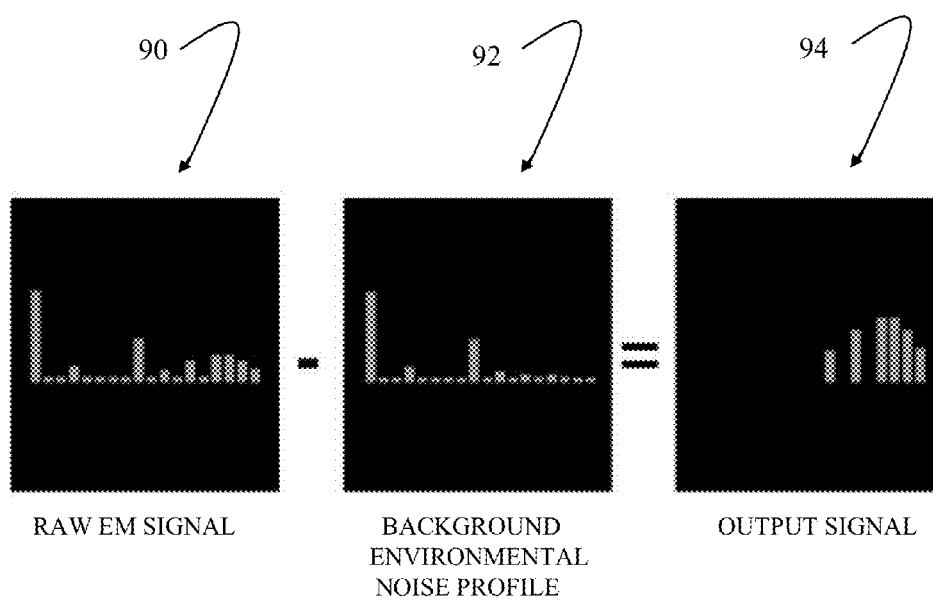 90
92
94
-
=
RAW EM SIGNAL
BACKGROUND
ENVIRONMENTAL
NOISE PROFILE
OUTPUT SIGNAL